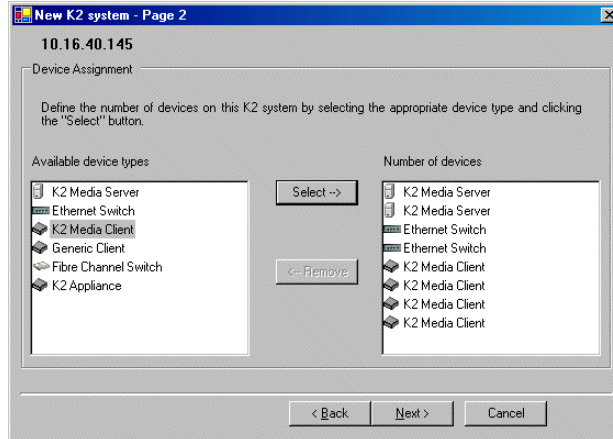 New K2 system - Page 2
10.16.40.145
Device Assignment
Define the number of devices on this K2 system by selecting the appropriate device type and clicking
the "Select" button.
Available device types
K2 Media Server
Ethernet Switch
K2 Media Client
Generic Client
Fibre Channel Switch
K2 Appliance
Select -->
<-- Remove
Number of devices
K2 Media Server
K2 Media Server
Ethernet Switch
Ethernet Switch
K2 Media Client
K2 Media Client
K2 Media Client
K2 Media Client
< Back
Next >
Cancel